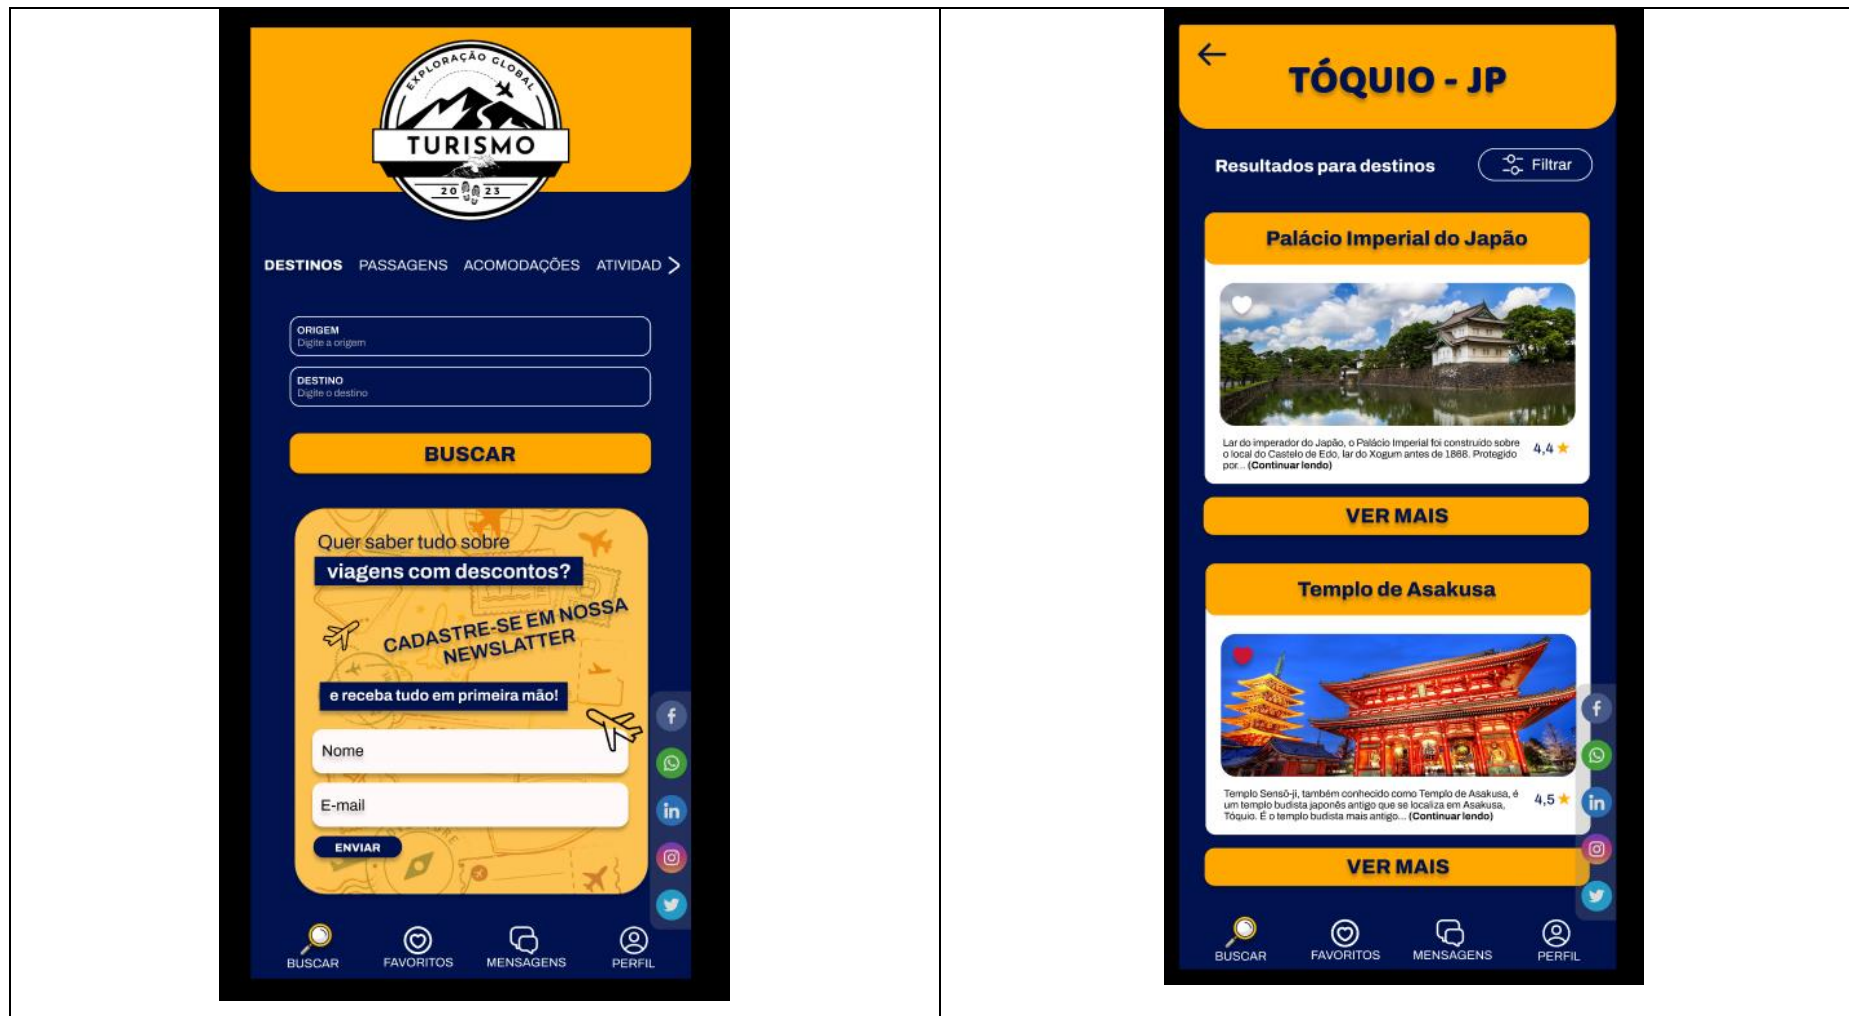 EXPLORAÇÃO GLOBAL
TURISMO
20 23
DESTINOS PASSAGENS ACOMODAÇÕES ATIVIDAD
ORIGEM
Digite a origem
DESTINO
Digite o destino
BUSCAR
Quer saber tudo sobre
viagens com descontos?
CADASTRE-SE EM NOSSA
NEWSLATTER
e receba tudo em primeira mão!
Nome
E-mail
ENVIAR
BUSCAR FAVORITOS MENSAGENS PERFIL
TÓQUIO - JP
Resultados para destinos Filtrar
Palácio Imperial do Japão
Lar do imperador do Japão, o Palácio Imperial foi construído sobre
o local do Castelo de Edo, lar do Xogum antes de 1868. Protegido
por... (Continuar lendo)
4,4
VER MAIS
Templo de Asakusa
Templo Sensō-ji, também conhecido como Templo de Asakusa, é
um templo budista japonês antigo que se localiza em Asakusa,
Tóquio. É o templo budista mais antigo... (Continuar lendo)
4,5
VER MAIS
BUSCAR FAVORITOS MENSAGENS PERFIL